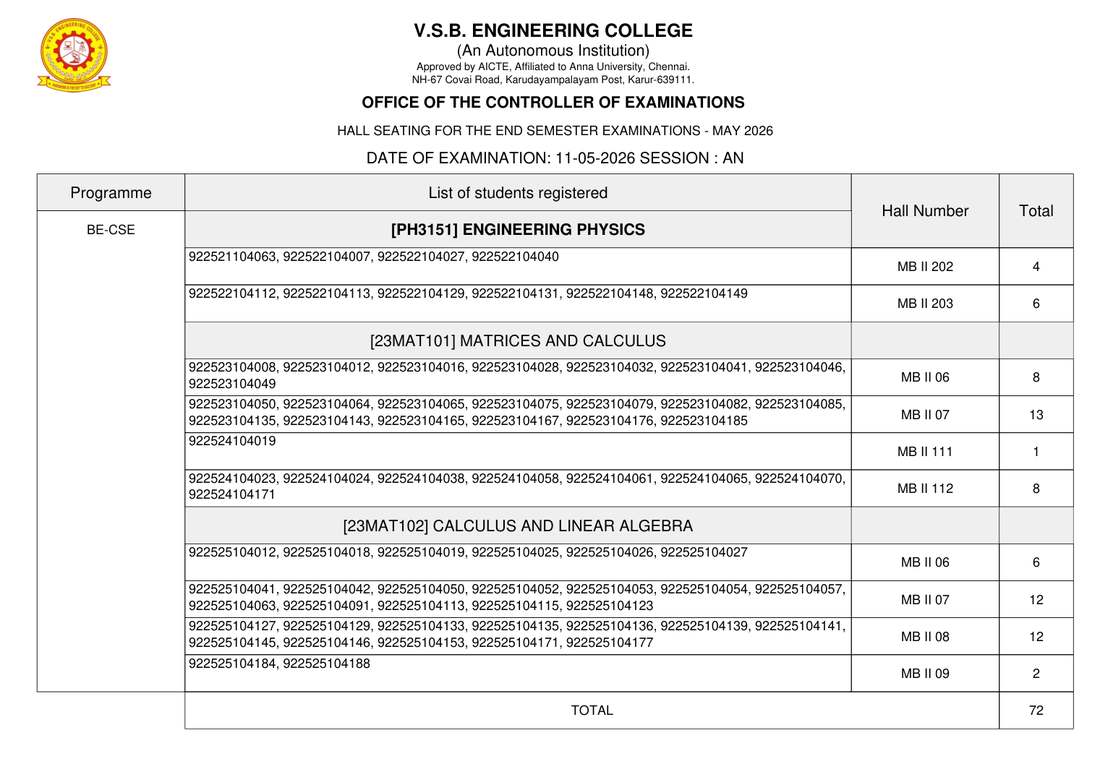 V.S.B. ENGINEERING COLLEGE
(An Autonomous Institution)
Approved by AICTE, Affiliated to Anna University, Chennai.
NH-67 Covai Road, Karudayampalayam Post, Karur-639111.
OFFICE OF THE CONTROLLER OF EXAMINATIONS
HALL SEATING FOR THE END SEMESTER EXAMINATIONS - MAY 2026
DATE OF EXAMINATION: 11-05-2026 SESSION : AN
Programme List of students registered Hall Number Total
BE-CSE [PH3151] ENGINEERING PHYSICS
922521104063, 922522104007, 922522104027, 922522104040 MB II 202 4
922522104112, 922522104113, 922522104129, 922522104131, 922522104148, 922522104149 MB II 203 6
[23MAT101] MATRICES AND CALCULUS
922523104008, 922523104012, 922523104016, 922523104028, 922523104032, 922523104041, 922523104046,
922523104049 MB II 06 8
922523104050, 922523104064, 922523104065, 922523104075, 922523104079, 922523104082, 922523104085,
922523104135, 922523104143, 922523104165, 922523104167, 922523104176, 922523104185 MB II 07 13
922524104019 MB II 111 1
922524104023, 922524104024, 922524104038, 922524104058, 922524104061, 922524104065, 922524104070,
922524104171 MB II 112 8
[23MAT102] CALCULUS AND LINEAR ALGEBRA
922525104012, 922525104018, 922525104019, 922525104025, 922525104026, 922525104027 MB II 06 6
922525104041, 922525104042, 922525104050, 922525104052, 922525104053, 922525104054, 922525104057,
922525104063, 922525104091, 922525104113, 922525104115, 922525104123 MB II 07 12
922525104127, 922525104129, 922525104133, 922525104135, 922525104136, 922525104139, 922525104141,
922525104145, 922525104146, 922525104153, 922525104171, 922525104177 MB II 08 12
922525104184, 922525104188 MB II 09 2
TOTAL 72